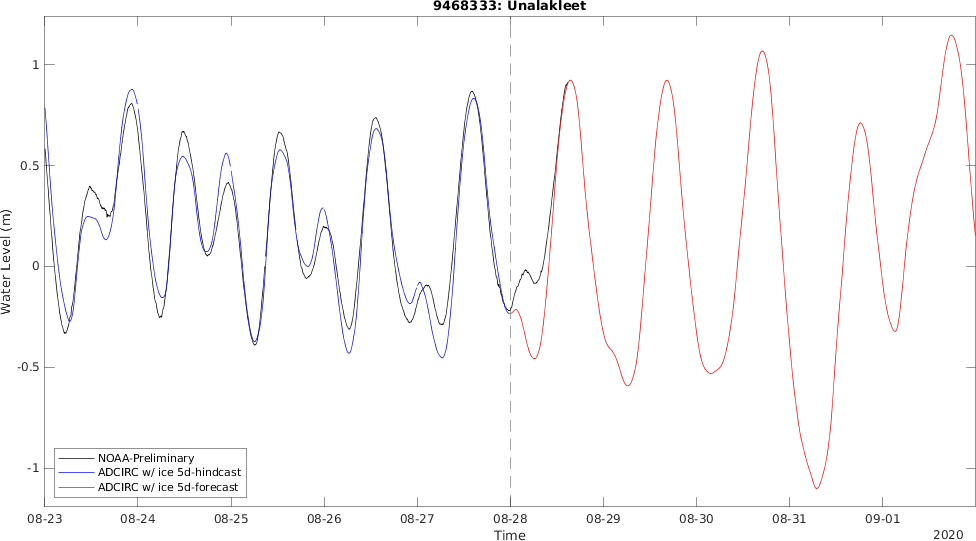 9468333: Unalakleet
Water Level (m)
1
0.5
0
-0.5
-1
NOAA-Preliminary
ADCIRC w/ ice 5d-hindcast
ADCIRC w/ ice 5d-forecast
08-23 08-24 08-25 08-26 08-27 08-28 08-29 08-30 08-31 09-01
Time
2020